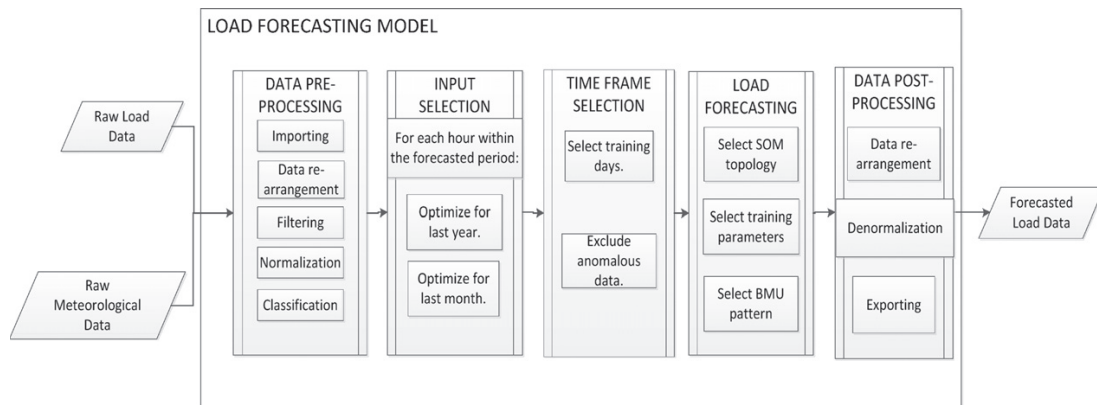 LOAD FORECASTING MODEL
Raw Load
Data
Raw
Meteorological
Data
DATA PRE-
PROCESSING
Importing
Data re-
arrangement
Filtering
Normalization
Classification
INPUT
SELECTION
For each hour within
the forecasted period:
Optimize for
last year.
Optimize for
last month.
TIME FRAME
SELECTION
Select training
days.
Exclude
anomalous
data.
LOAD
FORECASTING
Select SOM
topology
Select training
parameters
Select BMU
pattern
DATA POST-
PROCESSING
Data re-
arrangement
Denormalization
Exporting
Forecasted
Load Data